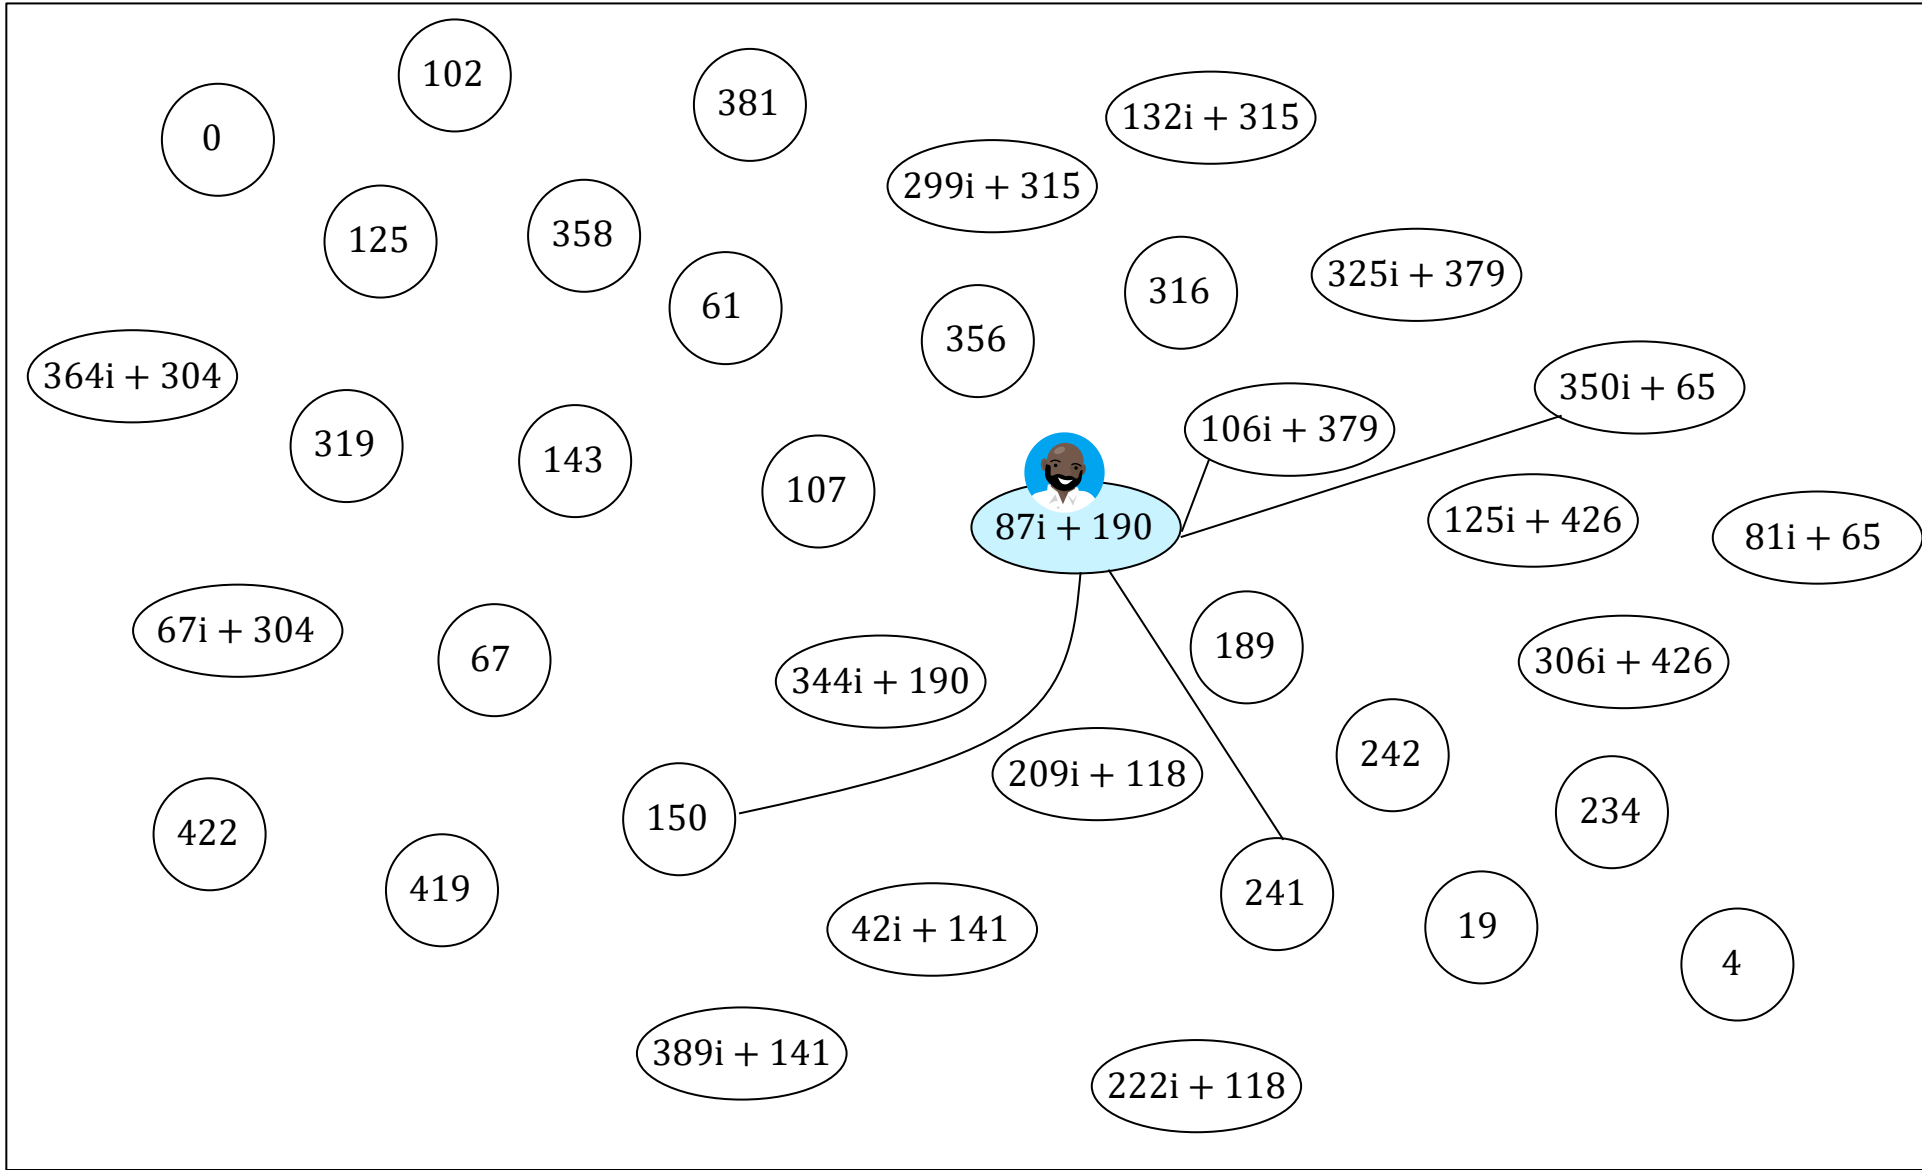 102
381
132i + 315
0
299i + 315
125
358
325i + 379
61
316
356
364i + 304
350i + 65
106i + 379
319
143
107
87i + 190
125i + 426
81i + 65
67i + 304
67
344i + 190
189
306i + 426
242
209i + 118
422
150
234
419
241
42i + 141
19
4
389i + 141
222i + 118